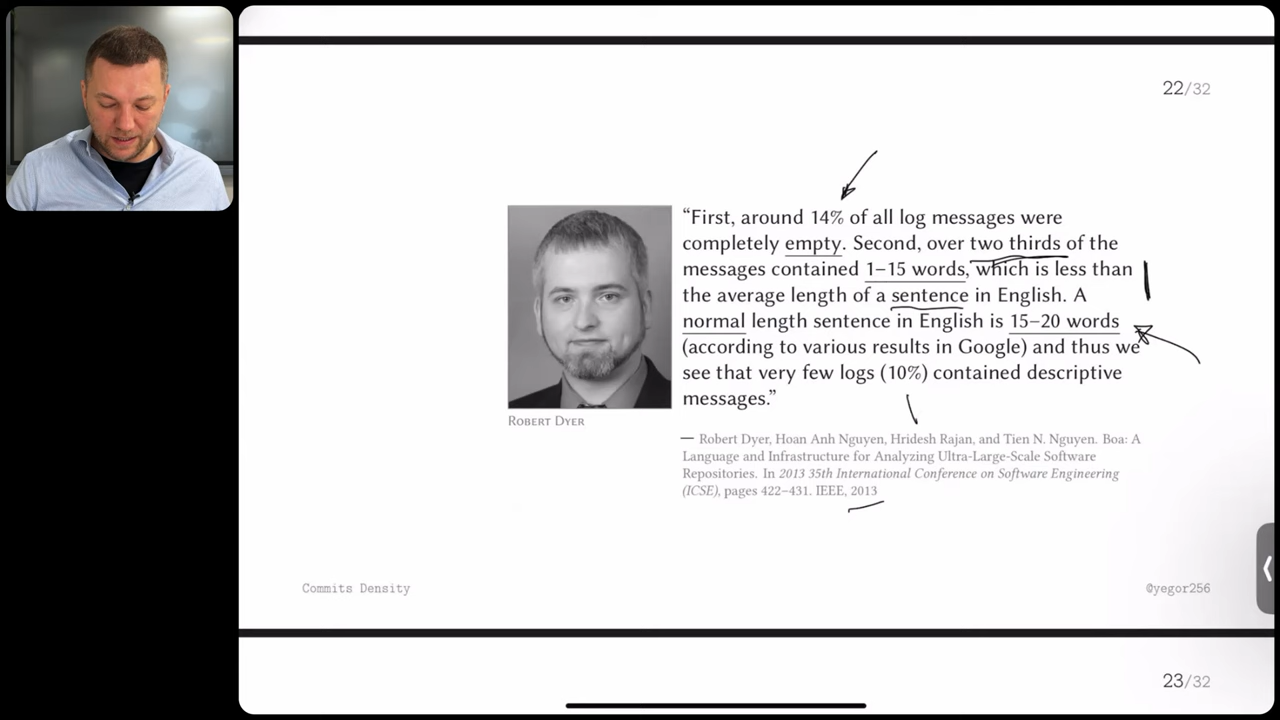 22/32
“First, around 14% of all log messages were
completely empty. Second, over two thirds of the
messages contained 1–15 words, which is less than
the average length of a sentence in English. A
normal length sentence in English is 15–20 words
(according to various results in Google) and thus we
see that very few logs (10%) contained descriptive
messages.”
Robert Dyer
— Robert Dyer, Hoan Anh Nguyen, Hridesh Rajan, and Tien N. Nguyen. Boa: A
Language and Infrastructure for Analyzing Ultra-Large-Scale Software
Repositories. In 2013 35th International Conference on Software Engineering
(ICSE), pages 422–431. IEEE, 2013
Commits Density
@yegor256
23/32